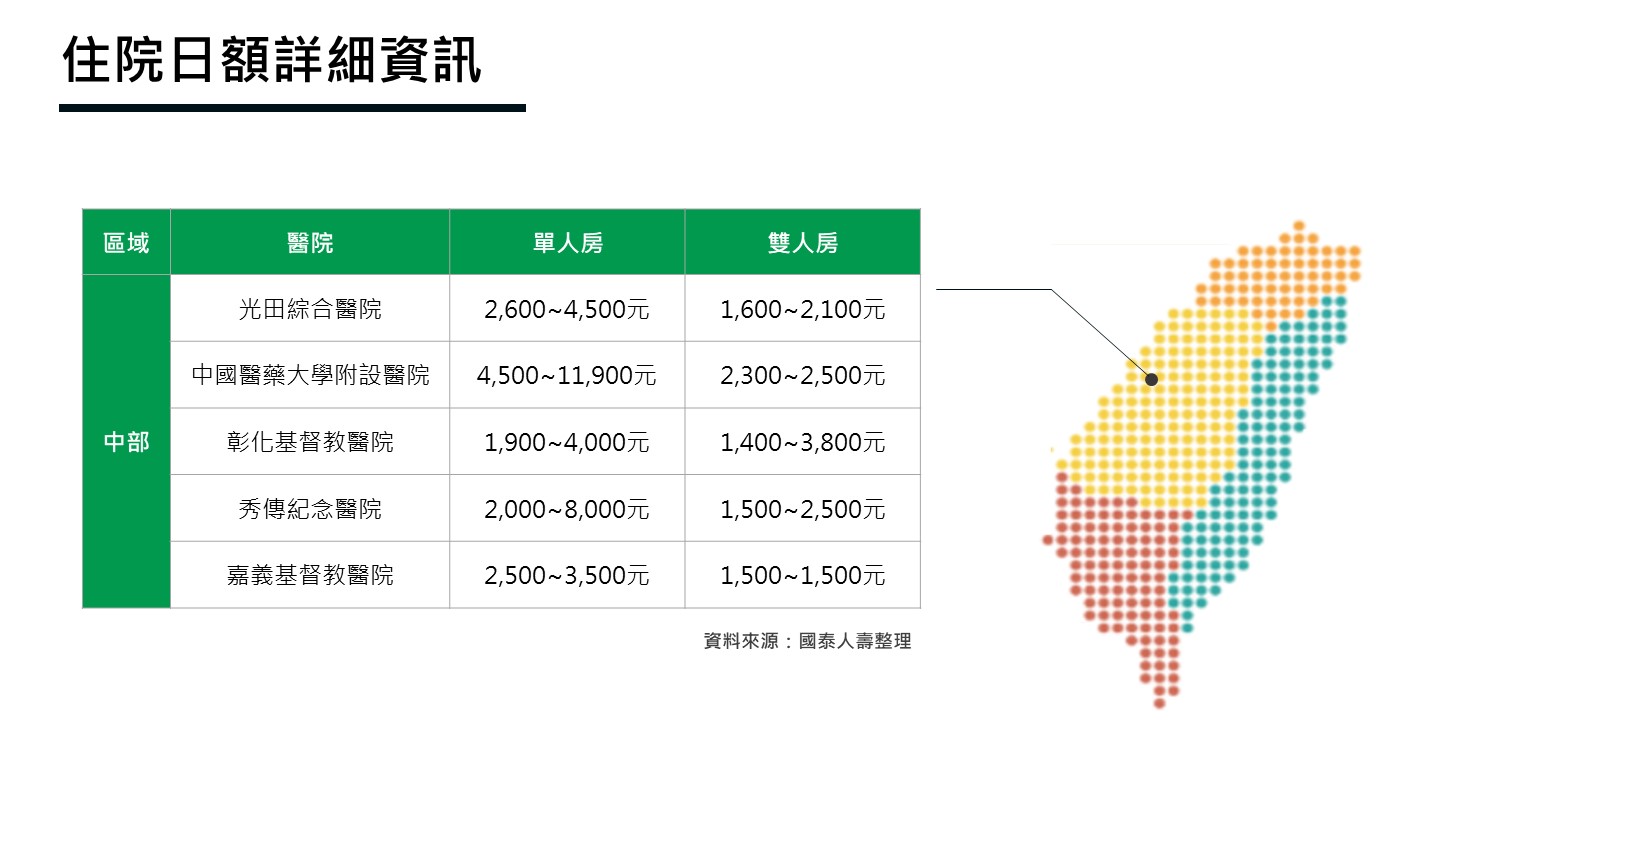 住院日額詳細資訊
區域 醫院 單人房 雙人房
中部
光田綜合醫院 2,600~4,500元 1,600~2,100元
中國醫藥大學附設醫院 4,500~11,900元 2,300~2,500元
彰化基督教醫院 1,900~4,000元 1,400~3,800元
秀傳紀念醫院 2,000~8,000元 1,500~2,500元
嘉義基督教醫院 2,500~3,500元 1,500~1,500元
資料來源：國泰人壽整理